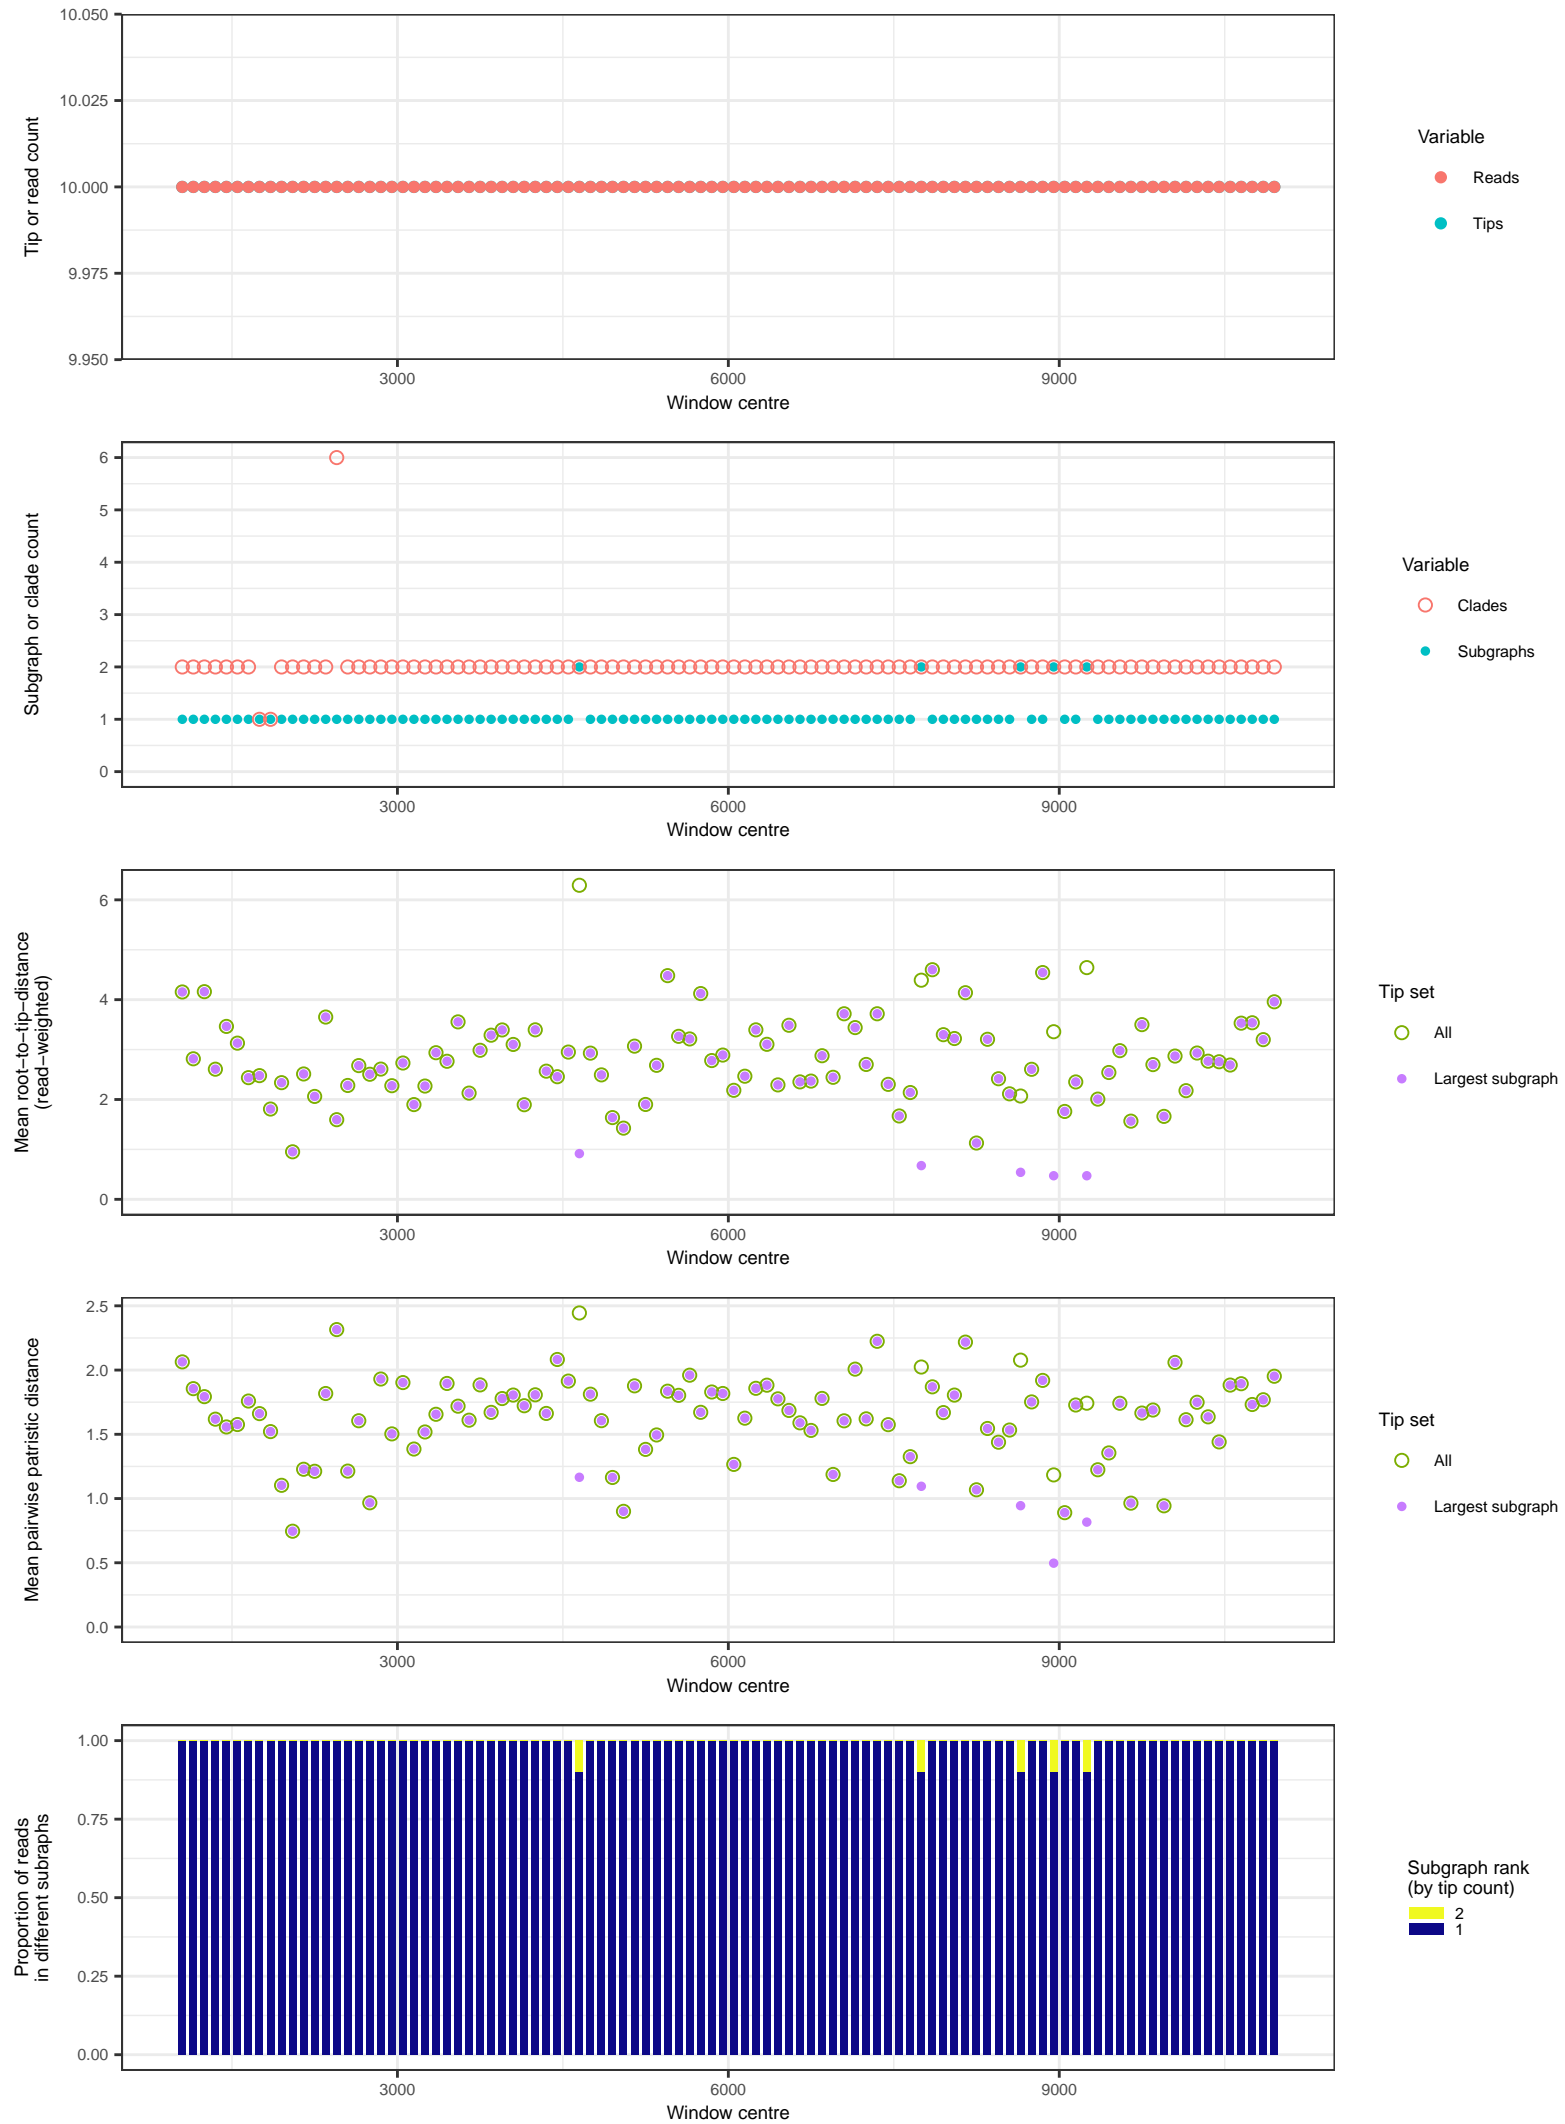 10.050
10.025
10.000
9.975
9.950
Tip or read count
3000
6000
9000
Window centre
Variable
Reads
Tips
6
5
4
3
2
1
0
Subgraph or clade count
3000
6000
9000
Window centre
Variable
Clades
Subgraphs
6
4
2
0
Mean root−to−tip−distance
(read−weighted)
3000
6000
9000
Window centre
Tip set
All
Largest subgraph
2.5
2.0
1.5
1.0
0.5
0.0
Mean pairwise patristic distance
3000
6000
9000
Window centre
Tip set
All
Largest subgraph
1.00
0.75
0.50
0.25
0.00
Proportion of reads
in different subraphs
3000
6000
9000
Window centre
Subgraph rank
(by tip count)
2
1